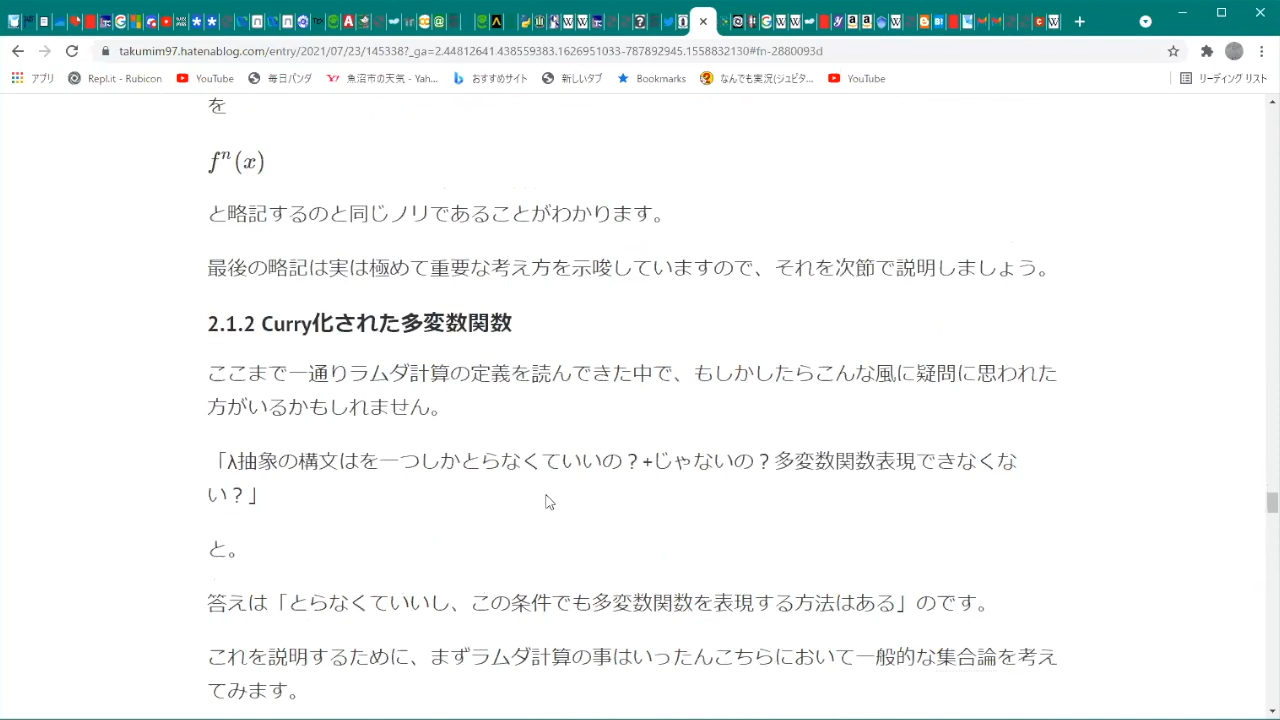 takumim97.hatenablog.com/entry/2021/07/23/145338?_ga=2.44812641.438559383.1626951033-787892945.1558832130#fn-2880093d
アプリ Repl.it - Rubicon YouTube 毎日パンダ 魚沼市の天気 - Yah... おすすめサイト 新しいタブ Bookmarks なんでも実況(ジュピタ... YouTube リーディング リスト
を
fⁿ(x)
と略記するのと同じノリであることがわかります。
最後の略記は実は極めて重要な考え方を示唆していますので、それを次節で説明しましょう。
2.1.2 Curry化された多変数関数
ここまで一通りラムダ計算の定義を読んできた中で、もしかしたらこんな風に疑問に思われた
方がいるかもしれません。
「λ抽象の構文はを一つしかとらなくていいの？+じゃないの？多変数関数表現できなくな
い？」
と。
答えは「とらなくていいし、この条件でも多変数関数を表現する方法はある」のです。
これを説明するために、まずラムダ計算の事はいったんこちらにおいて一般的な集合論を考え
てみます。